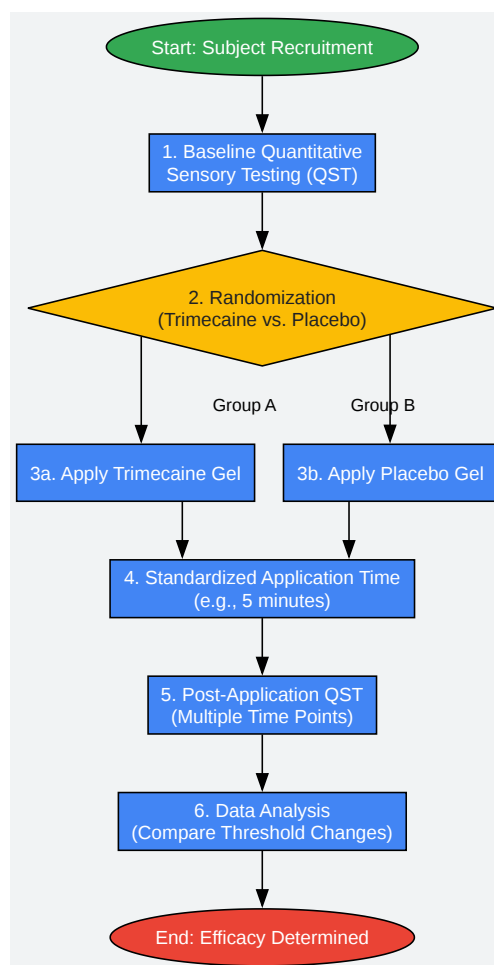 Start: Subject Recruitment
1. Baseline Quantitative
Sensory Testing (QST)
2. Randomization
(Trimecaine vs. Placebo)
Group A
Group B
3a. Apply Trimecaine Gel
3b. Apply Placebo Gel
4. Standardized Application Time
(e.g., 5 minutes)
5. Post-Application QST
(Multiple Time Points)
6. Data Analysis
(Compare Threshold Changes)
End: Efficacy Determined